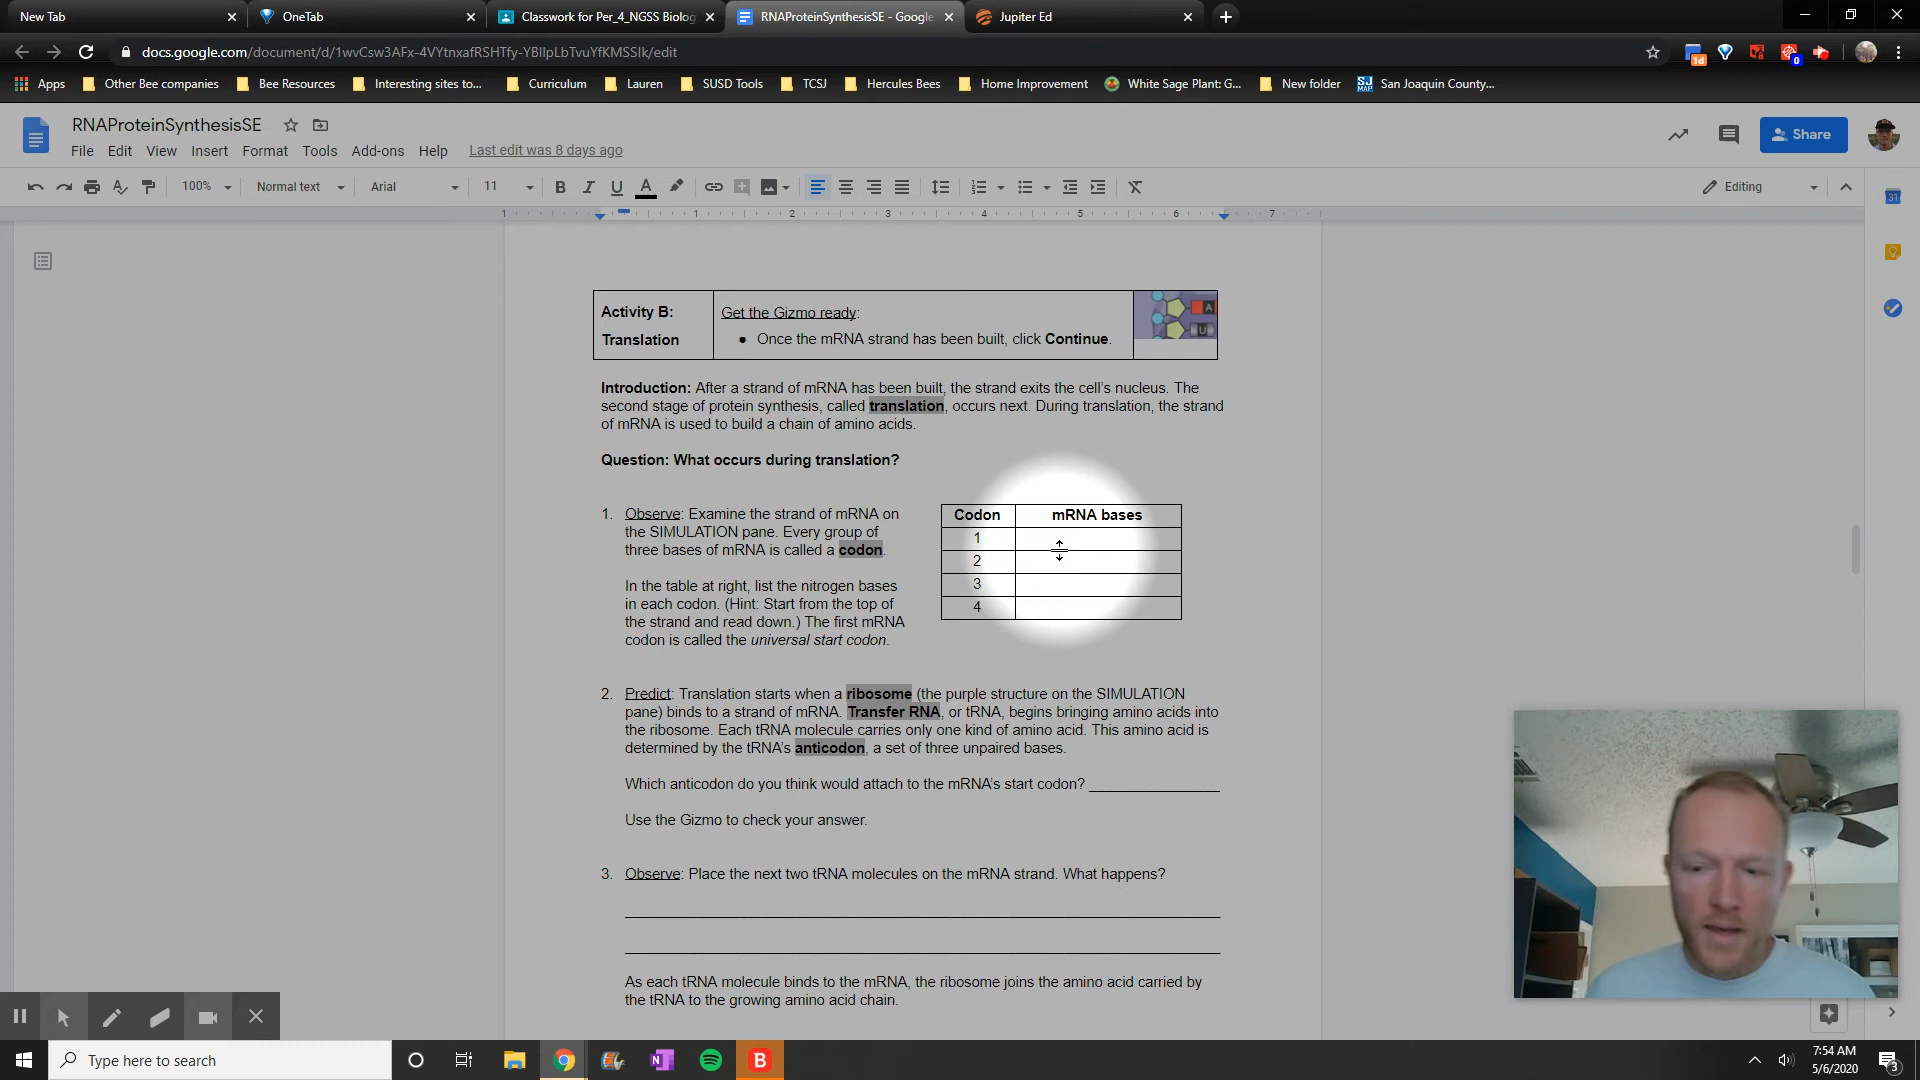 New Tab
OneTab
Classwork for Per_4_NGSS Biolog
RNAProteinSynthesisSE - Google
Jupiter Ed
docs.google.com/document/d/1wvCsw3AFx-4VYtnxafRSHTfy-YBlIpLbTvuYfKMSSIk/edit
1d
0
Apps
Other Bee companies
Bee Resources
Interesting sites to...
Curriculum
Lauren
SUSD Tools
TCSJ
Hercules Bees
Home Improvement
White Sage Plant: G...
New folder
San Joaquin County...
RNAProteinSynthesisSE
Share
File Edit View Insert Format Tools Add-ons Help Last edit was 8 days ago
100% Normal text Arial 11 B I U A Editing
1 1 2 3 4 5 6 7
31
Activity B:
Translation
Get the Gizmo ready:
● Once the mRNA strand has been built, click Continue.
A
U
Introduction: After a strand of mRNA has been built, the strand exits the cell's nucleus. The
second stage of protein synthesis, called translation, occurs next. During translation, the strand
of mRNA is used to build a chain of amino acids.
Question: What occurs during translation?
1. Observe: Examine the strand of mRNA on
the SIMULATION pane. Every group of
three bases of mRNA is called a codon.
In the table at right, list the nitrogen bases
in each codon. (Hint: Start from the top of
the strand and read down.) The first mRNA
codon is called the universal start codon.
Codon mRNA bases
1
2
3
4
2. Predict: Translation starts when a ribosome (the purple structure on the SIMULATION
pane) binds to a strand of mRNA. Transfer RNA, or tRNA, begins bringing amino acids into
the ribosome. Each tRNA molecule carries only one kind of amino acid. This amino acid is
determined by the tRNA's anticodon, a set of three unpaired bases.
Which anticodon do you think would attach to the mRNA's start codon? ________________
Use the Gizmo to check your answer.
3. Observe: Place the next two tRNA molecules on the mRNA strand. What happens?
As each tRNA molecule binds to the mRNA, the ribosome joins the amino acid carried by
the tRNA to the growing amino acid chain.
Type here to search
N
B
7:54 AM
5/6/2020
3